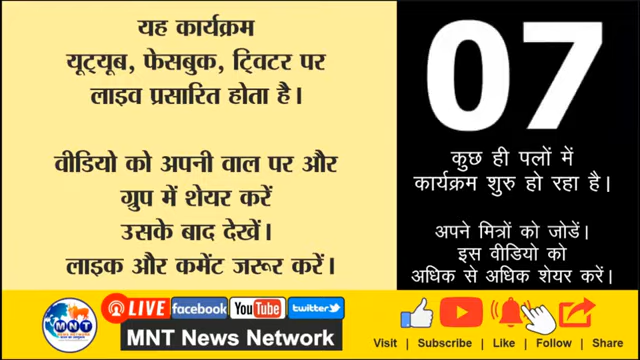 यह कार्यक्रम
यूट्यूब, फेसबुक, ट्विटर पर
लाइव प्रसारित होता है।
वीडियो को अपनी वाल पर और
ग्रुप में शेयर करें
उसके बाद देखें।
लाइक और कमेंट जरूर करें।
07
कुछ ही पलों में
कार्यक्रम शुरु हो रहा है।
अपने मित्रों को जोडें।
इस वीडियो को
अधिक से अधिक शेयर करें।
MNT
LIVE facebook YouTube twitter
MNT News Network
Visit | Subscribe | Like | Follow | Share